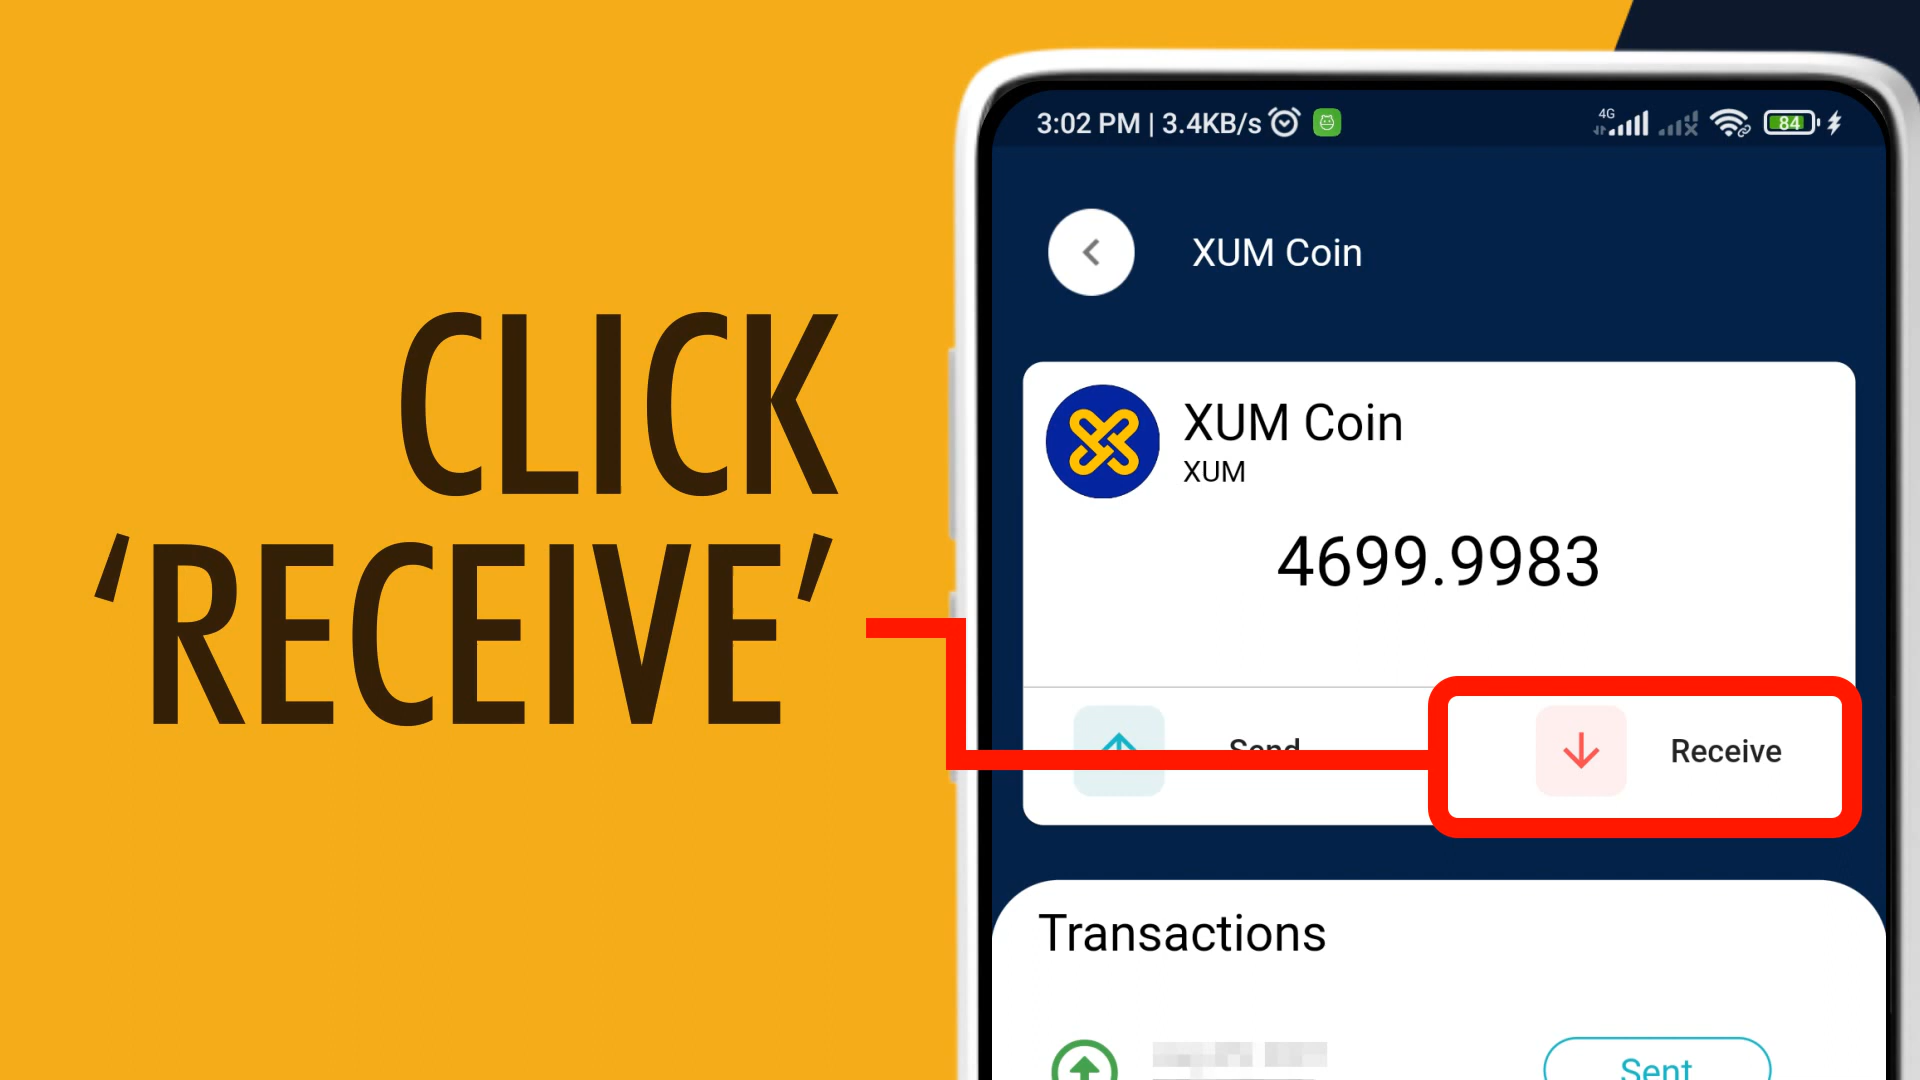 CLICK
‘RECEIVE’
3:02 PM | 3.4KB/s
4G
84
XUM Coin
XUM Coin
XUM
4699.9983
Send
Receive
Transactions
Sent